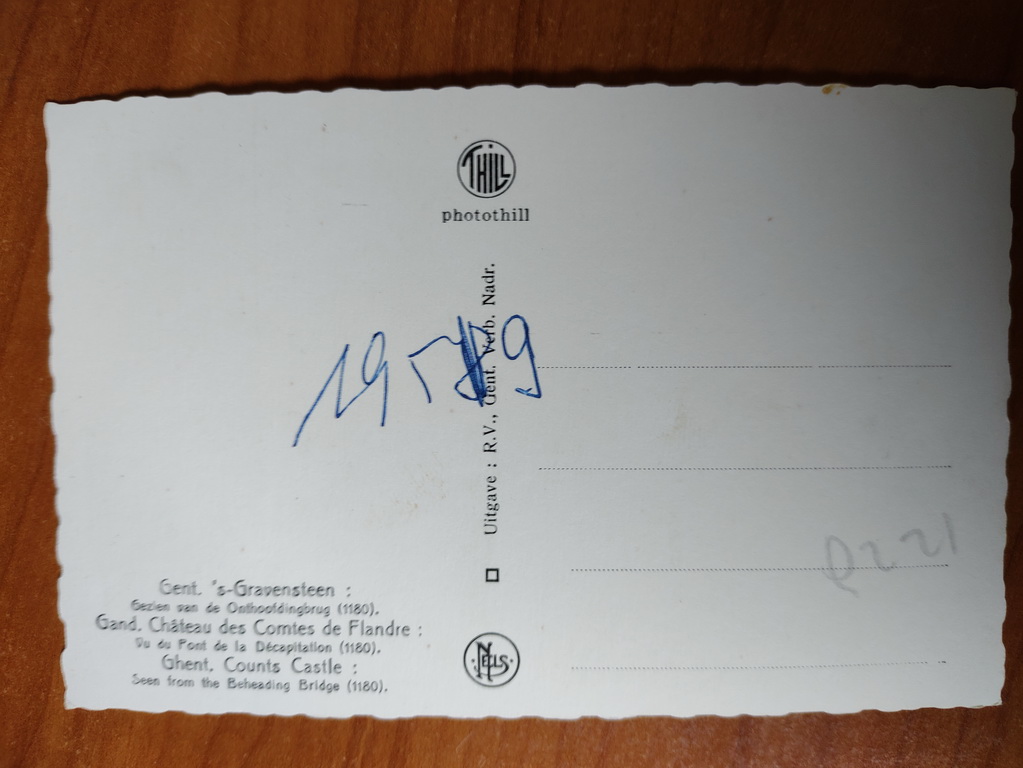 THILL
photothill
Uitgave : R.V., Gent. Verb. Nadr.
NELS
Gent. 's-Gravensteen :
Gezien van de Onthoofdingbrug (1180).
Gand. Château des Comtes de Flandre :
Vu du Pont de la Décapitation (1180).
Ghent. Counts Castle :
Seen from the Beheading Bridge (1180).